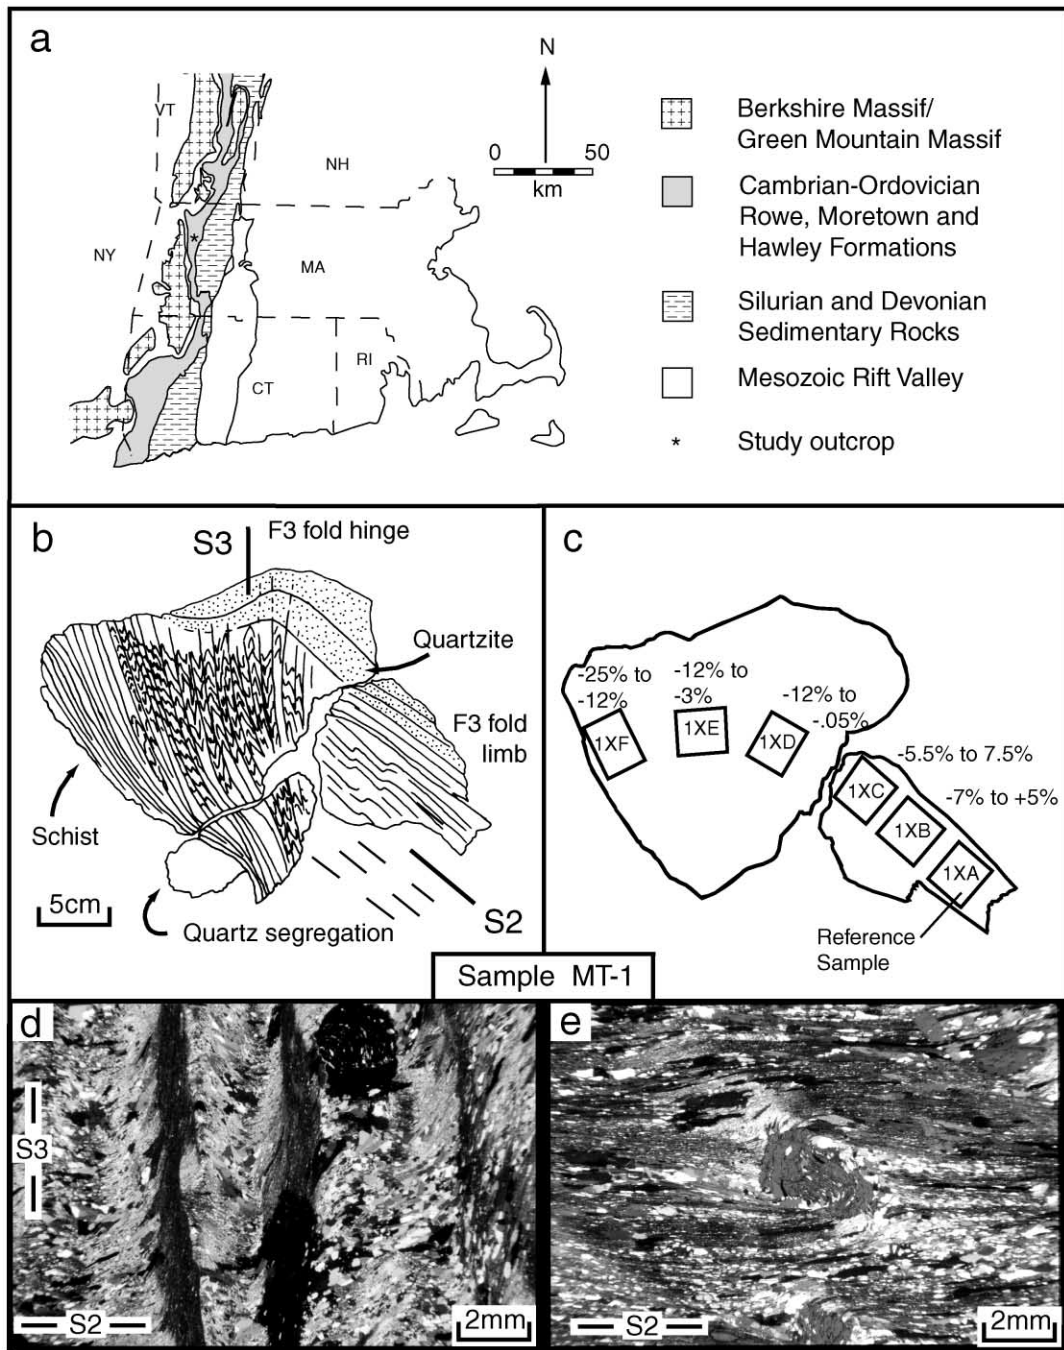 a
N
0 50
km
VT
NH
NY
MA
RI
CT
Berkshire Massif/
Green Mountain Massif
Cambrian-Ordovician
Rowe, Moretown and
Hawley Formations
Silurian and Devonian
Sedimentary Rocks
Mesozoic Rift Valley
* Study outcrop
b
S3
F3 fold hinge
Quartzite
F3 fold
limb
Schist
5cm
Quartz segregation
S2
c
-25% to
-12%
-12% to
-3%
-12% to
-.05%
-5.5% to 7.5%
-7% to +5%
1XF
1XE
1XD
1XC
1XB
1XA
Reference
Sample
Sample MT-1
d
S3
S2
2mm
e
S2
2mm